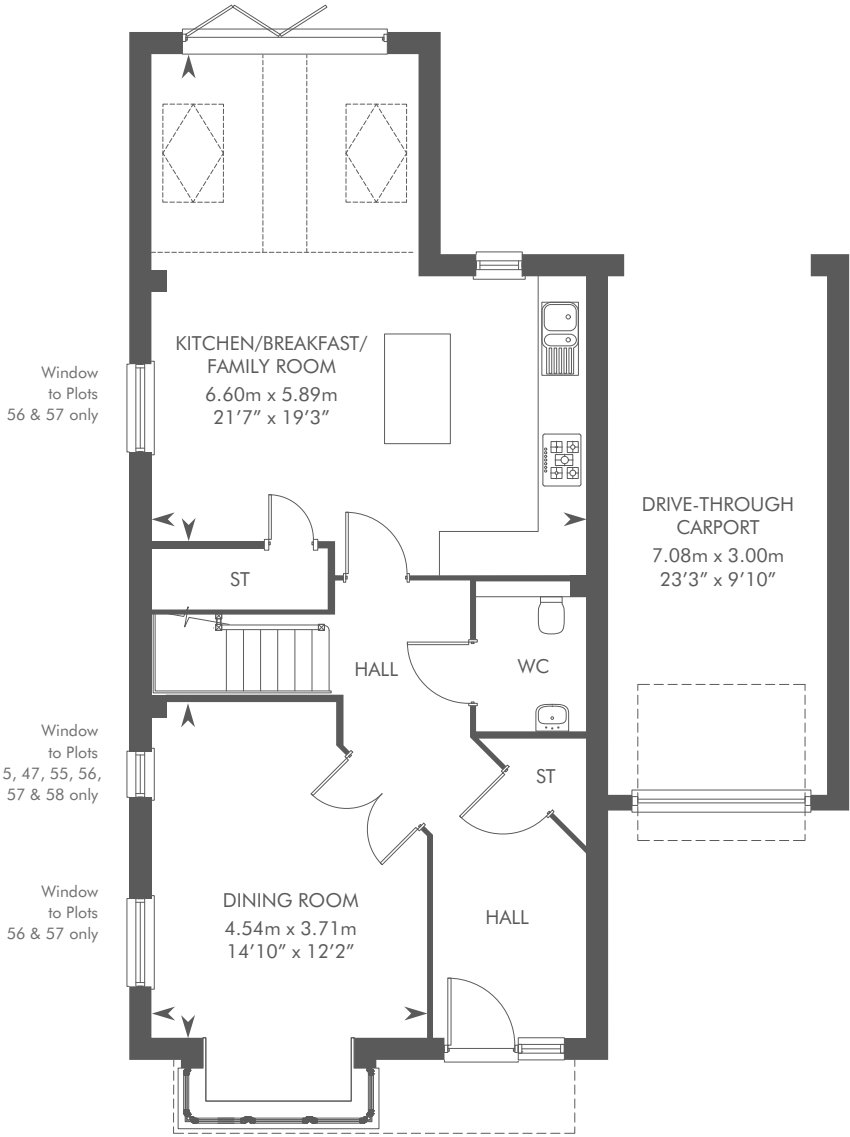 KITCHEN/BREAKFAST/
FAMILY ROOM
6.60m x 5.89m
21’7” x 19’3”
Window
to Plots
56 & 57 only
DRIVE-THROUGH
CARPORT
7.08m x 3.00m
23’3” x 9’10”
ST
HALL
WC
Window
to Plots
5, 47, 55, 56,
57 & 58 only
ST
Window
to Plots
56 & 57 only
DINING ROOM
4.54m x 3.71m
14’10” x 12’2”
HALL